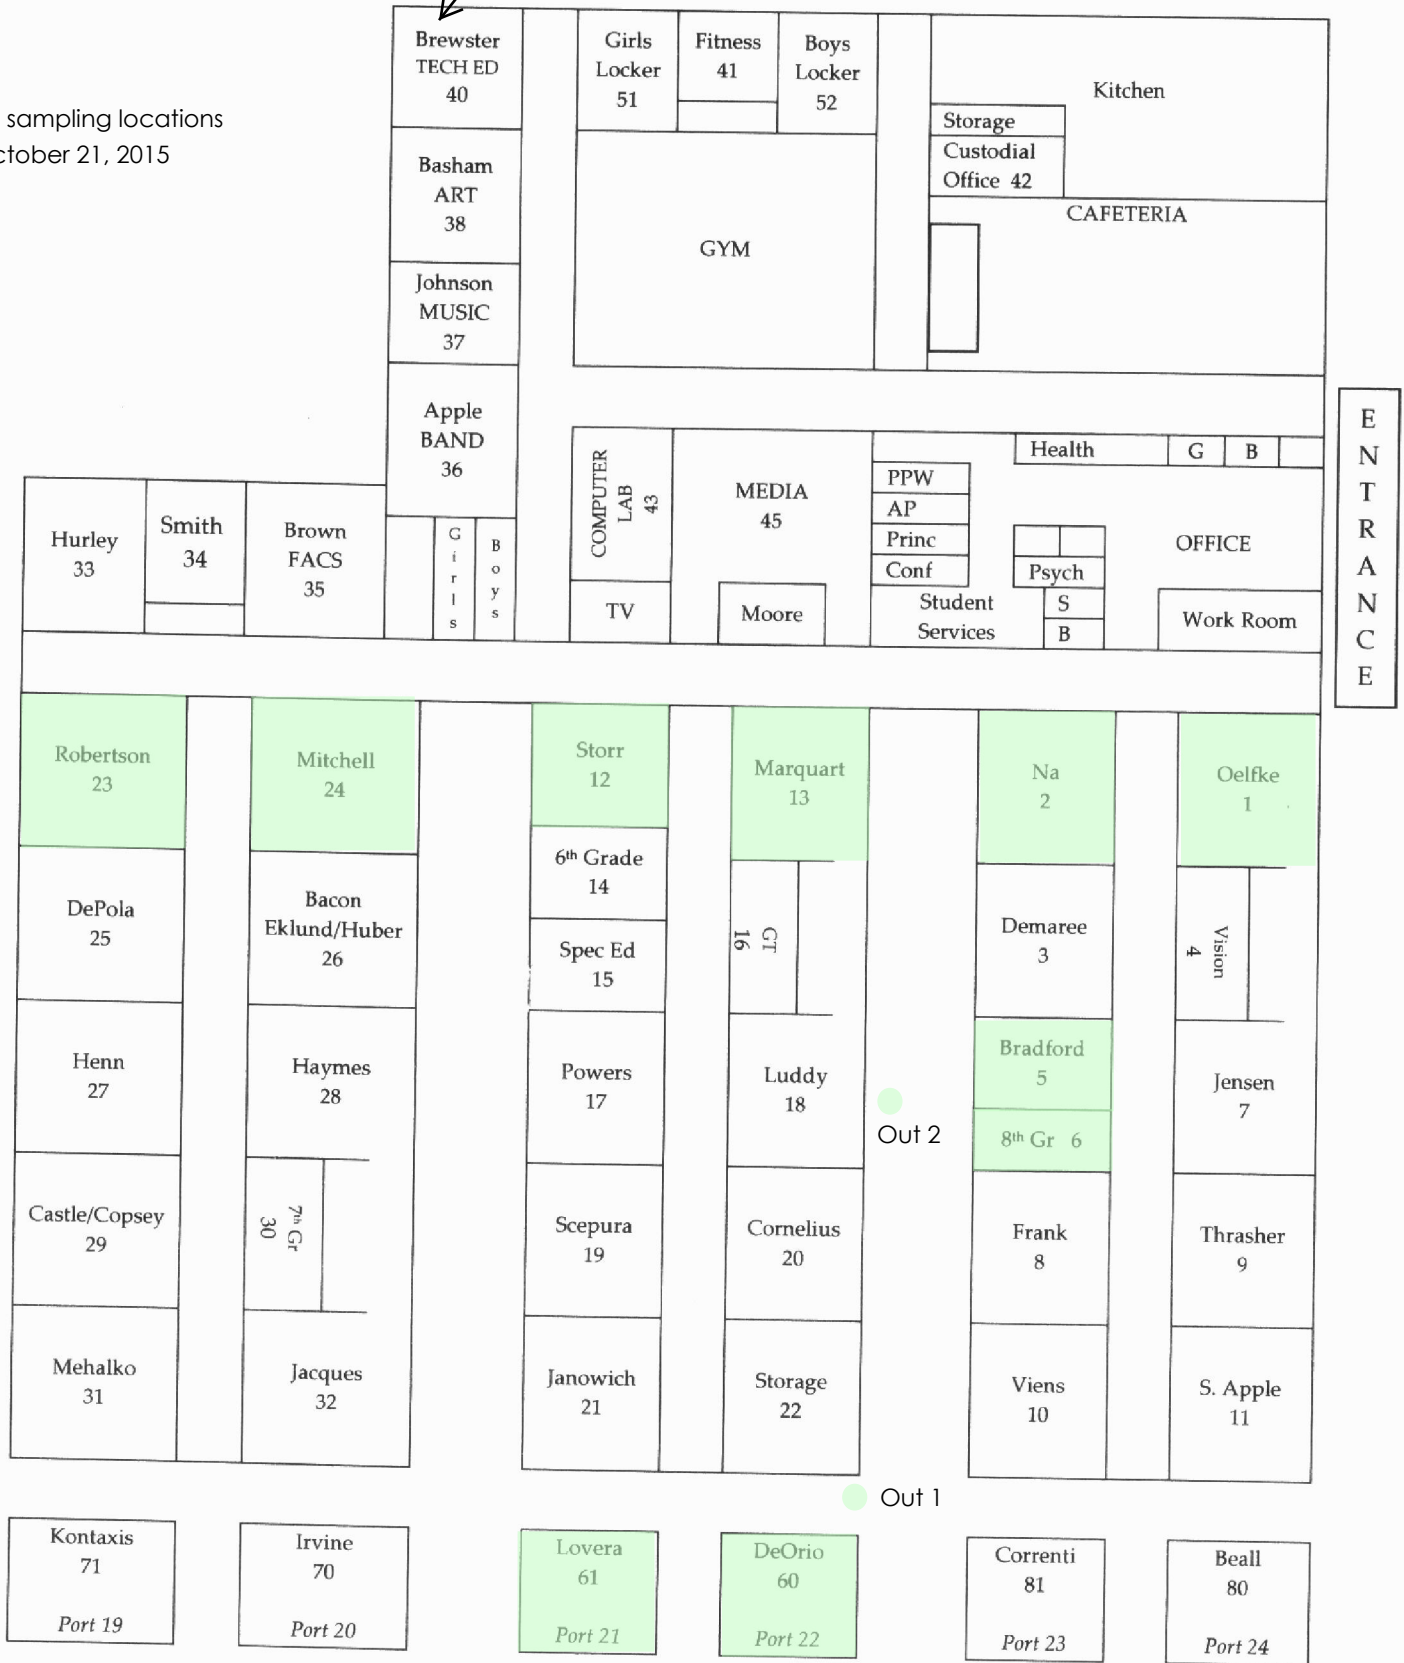 sampling locations
ctober 21, 2015
Brewster
TECH ED
40
Girls
Locker
51
Fitness
41
Boys
Locker
52
Kitchen
Storage
Custodial
Office 42
CAFETERIA
Basham
ART
38
GYM
Johnson
MUSIC
37
Apple
BAND
36
ENTRANCE
Hurley
33
Smith
34
Brown
FACS
35
Girls
Boys
COMPUTER
LAB
43
TV
MEDIA
45
Moore
PPW
AP
Princ
Conf
Student
Services
Health
G
B
Psych
S
B
OFFICE
Work Room
Robertson
23
Mitchell
24
Storr
12
Marquart
13
Na
2
Oelfke
1
DePola
25
Bacon
Eklund/Huber
26
6th Grade
14
Spec Ed
15
GT
16
Demaree
3
Vision
4
Henn
27
Haymes
28
Powers
17
Luddy
18
Out 2
Bradford
5
8th Gr 6
Jensen
7
Castle/Copsey
29
7th Gr
30
Scepura
19
Cornelius
20
Frank
8
Thrasher
9
Mehalko
31
Jacques
32
Janowich
21
Storage
22
Viens
10
S. Apple
11
Out 1
Kontaxis
71
Port 19
Irvine
70
Port 20
Lovera
61
Port 21
DeOrio
60
Port 22
Correnti
81
Port 23
Beall
80
Port 24